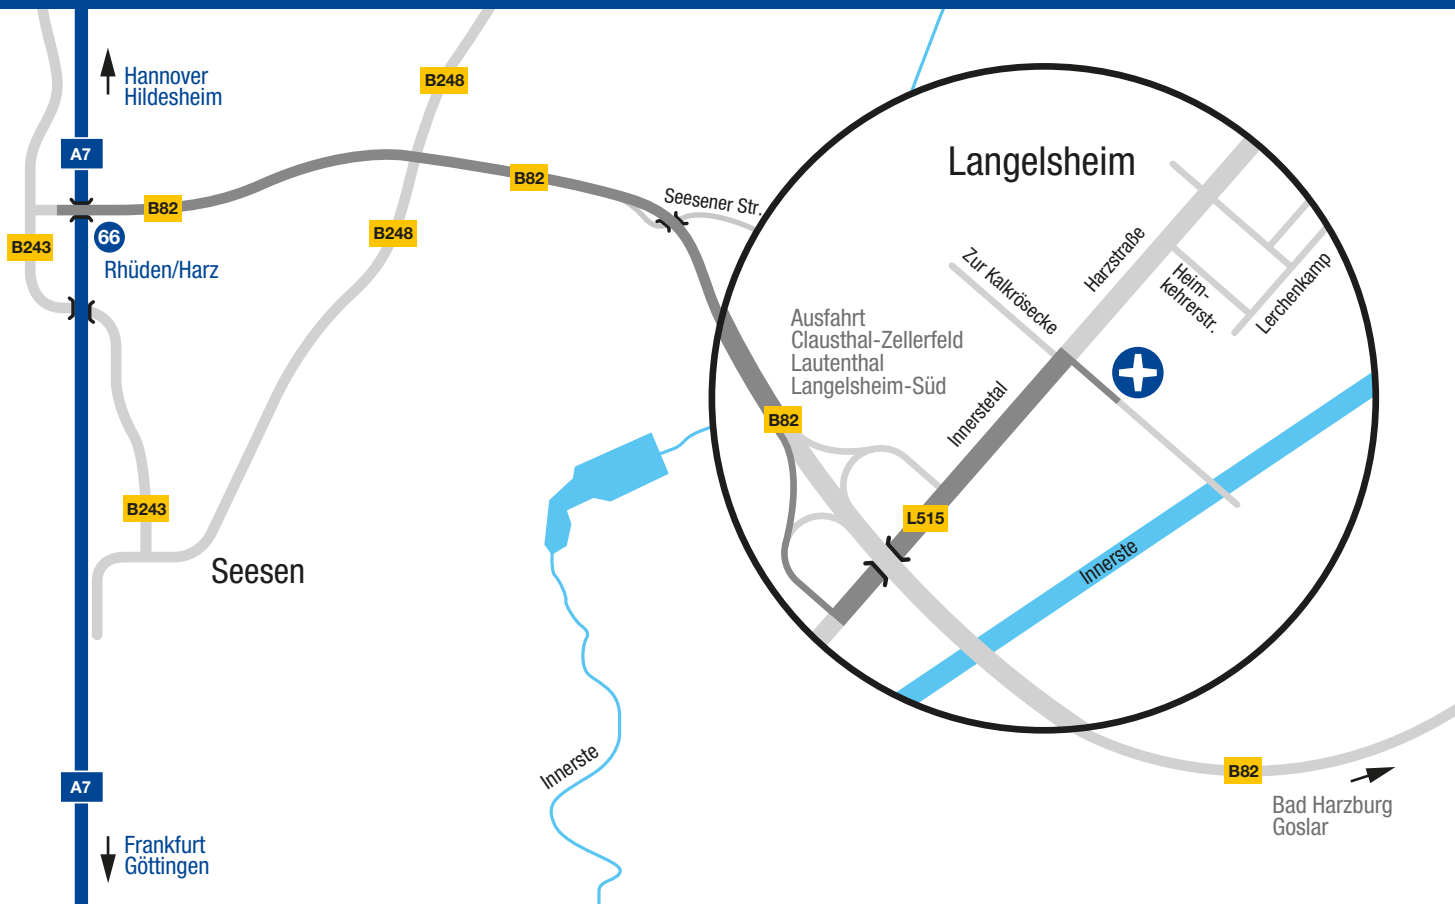 Hannover
Hildesheim
A7
B82
B243
66
Rhüden/Harz
B248
B248
B82
Seesener Str.
B243
Seesen
A7
Frankfurt
Göttingen
Innerste
Langelsheim
Zur Kalkrösecke
Harzstraße
Heim-
kehrerstr.
Lerchenkamp
Ausfahrt
Clausthal-Zellerfeld
Lautenthal
Langelsheim-Süd
B82
Innerstetal
L515
Innerste
B82
Bad Harzburg
Goslar